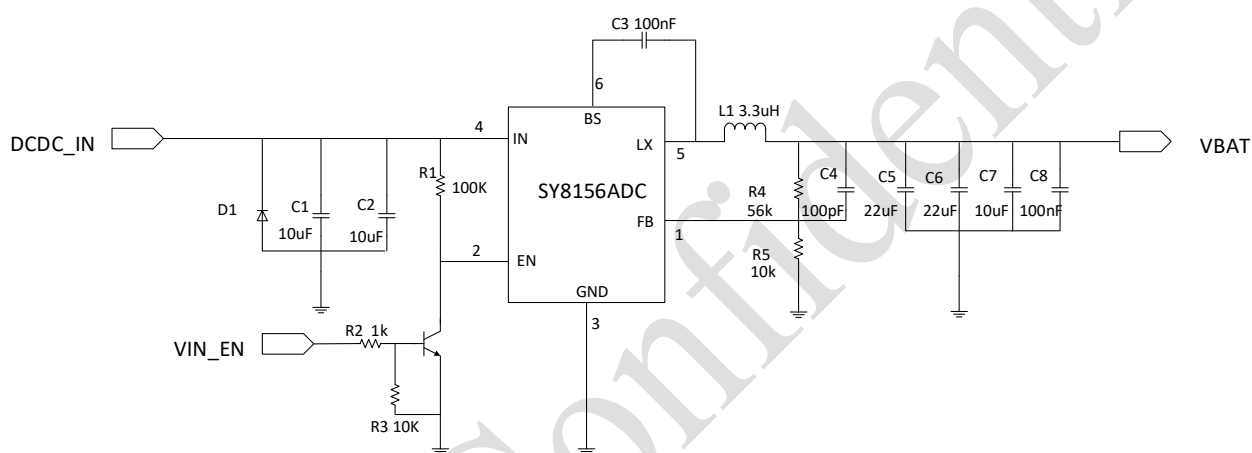 C3 100nF
6
BS
L1 3.3uH
DCDC_IN
4
IN
LX
5
VBAT
R1
100K
SY8156ADC
D1
C1
10uF
C2
10uF
R4
56k
C4
100pF
C5
22uF
C6
22uF
C7
10uF
C8
100nF
FB
1
2
EN
R5
10k
GND
3
VIN_EN
R2 1k
R3 10K
Confidenti